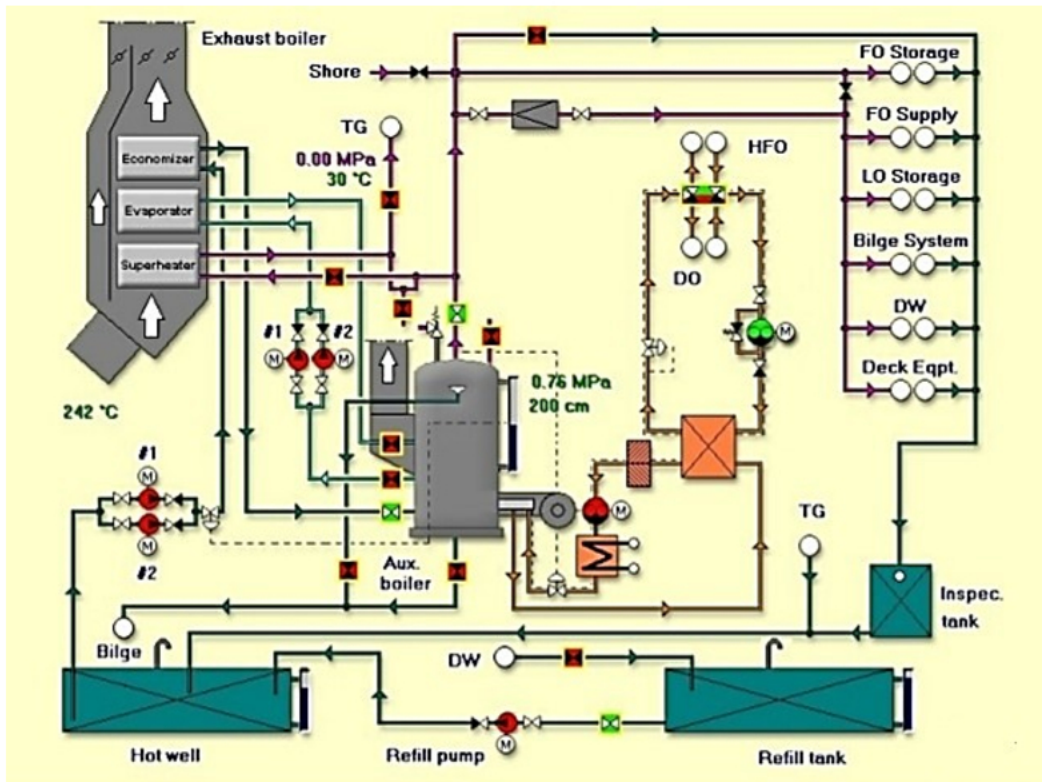 Exhaust boiler
FO Storage
Shore
TG
0.00 MPa
30 °C
FO Supply
HFO
Economizer
LO Storage
Evaporator
Bilge System
Superheater
DO
DW
#1
#2
M
M
M
0.76 MPa
200 cm
Deck Eqpt.
242 °C
#1
M
M
#2
M
TG
Aux.
boiler
Inspec.
tank
Bilge
DW
M
Hot well
Refill pump
Refill tank